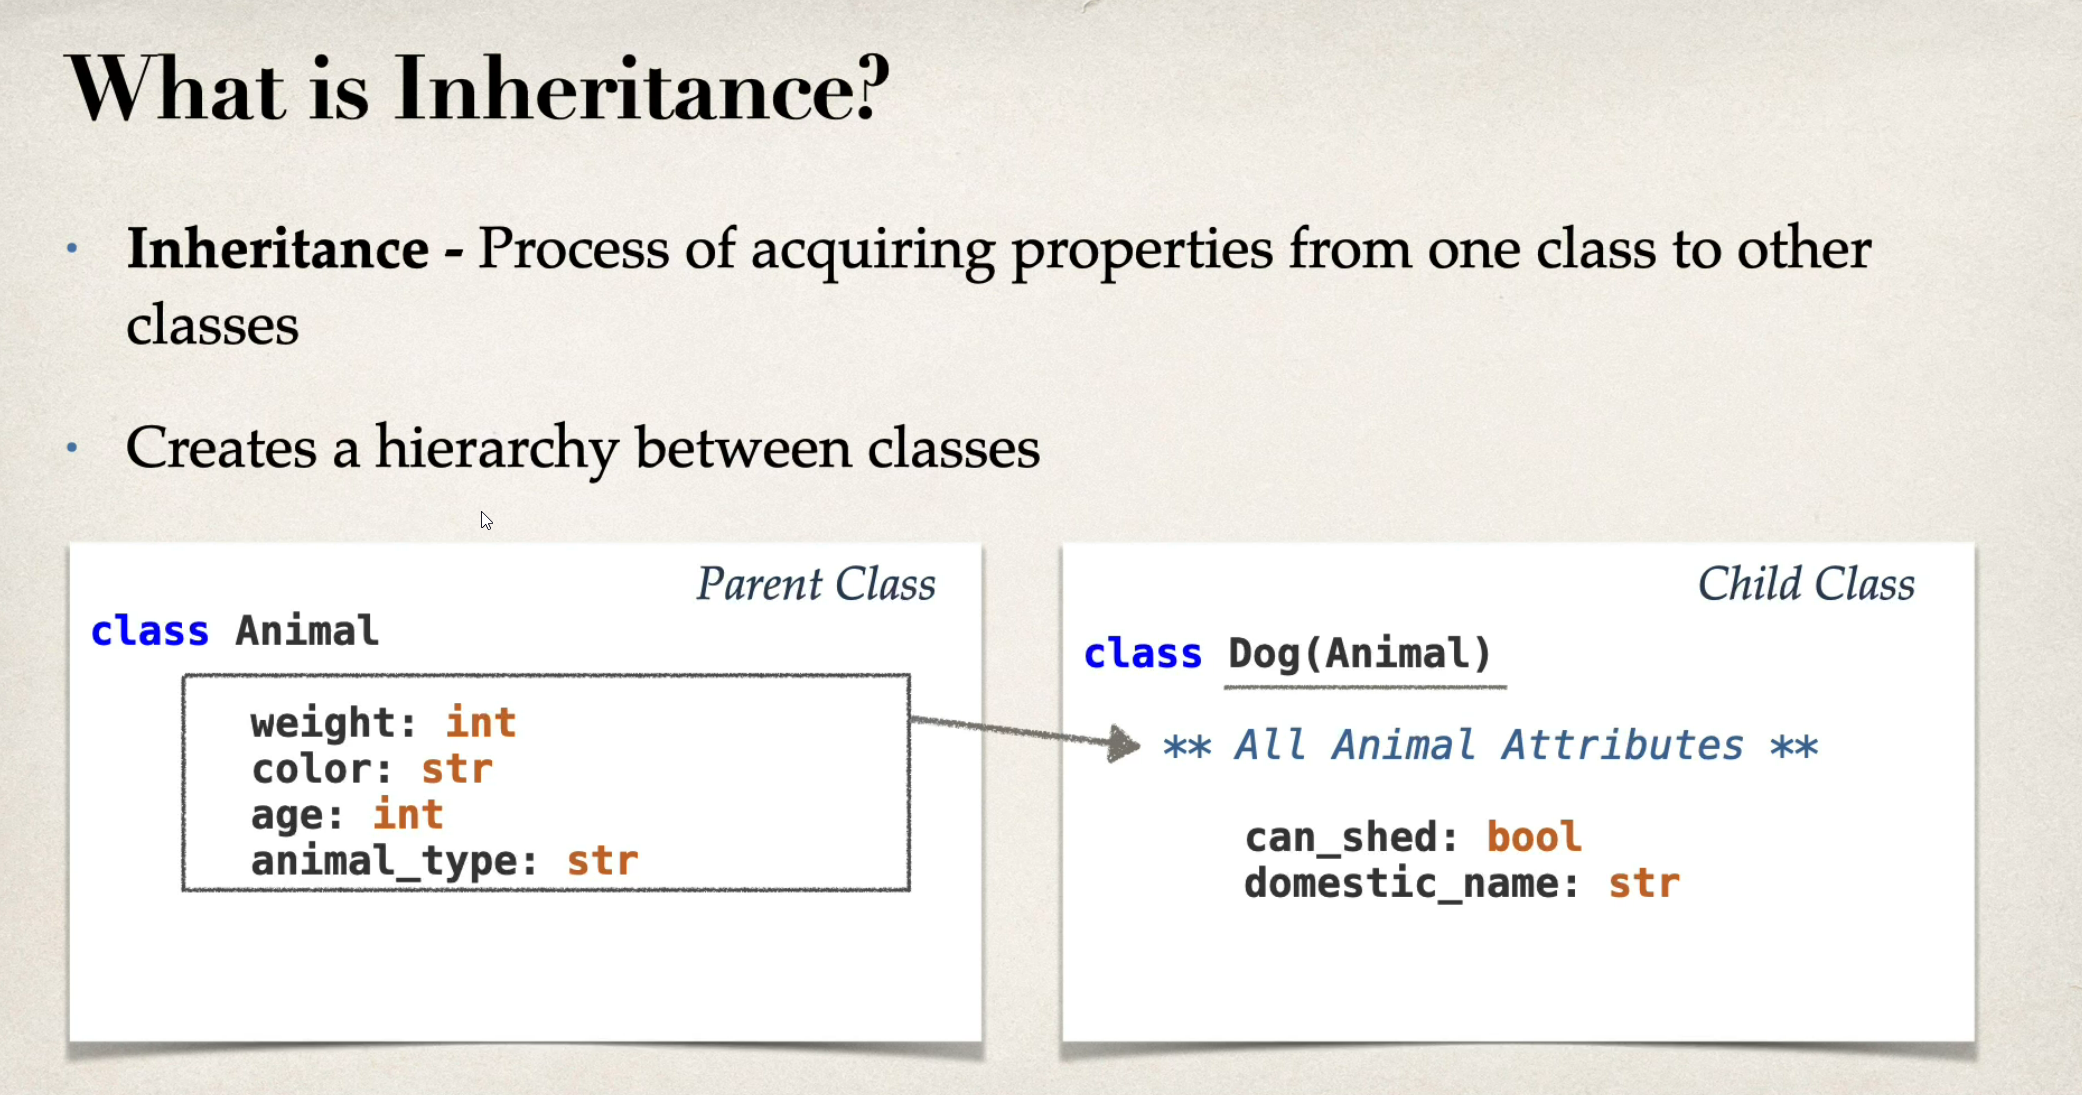 What is Inheritance?
• Inheritance - Process of acquiring properties from one class to other
classes
• Creates a hierarchy between classes
Parent Class
class Animal
weight: int
color: str
age: int
animal_type: str
Child Class
class Dog(Animal)
** All Animal Attributes **
can_shed: bool
domestic_name: str